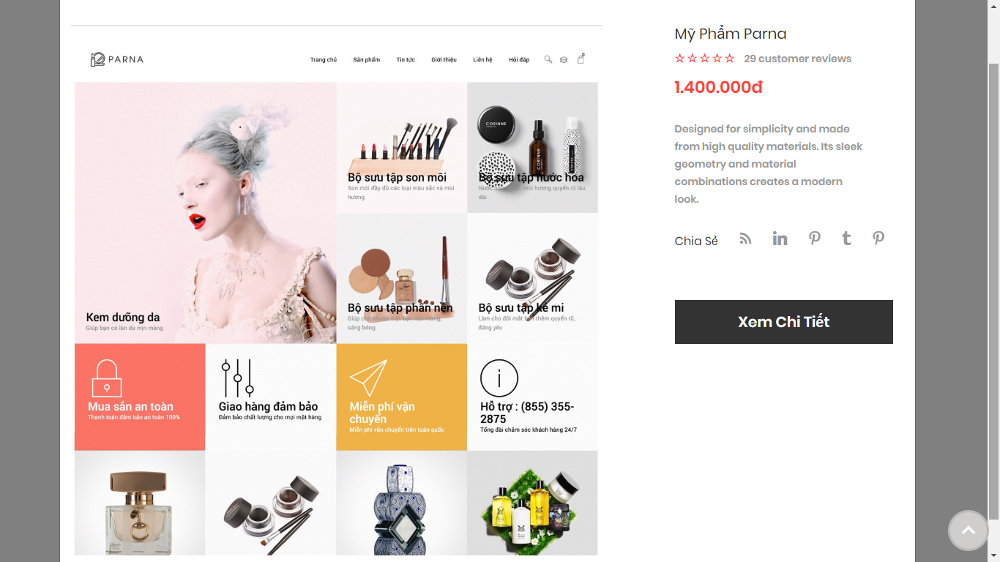 PARNA
Trang chủ Sản phẩm Tin tức Giới thiệu Liên hệ Hỏi đáp 0
Kem dưỡng da
Giúp bạn có làn da mịn màng
Bộ sưu tập son môi
Son môi đầy đủ các loại màu sắc và mùi
hương
CORINNE
CORINNE
Bộ sưu tập nước hoa
Nước mùi hương quyến rũ lâu
dài
Bộ sưu tập phấn nền
Giúp cho khuôn mặt bạn mịn màng,
sáng bóng
Bộ sưu tập kẻ mi
Làm cho đôi mắt bạn thêm quyến rũ,
đáng yêu
Mua sắn an toàn
Thanh toán đảm bảo an toàn 100%
Giao hàng đảm bảo
Đảm bảo chất lượng cho mọi mặt hàng
Miễn phí vận
chuyển
Miễn phí vận chuyển trên toàn quốc
Hỗ trợ : (855) 355-
2875
Tổng đài chăm sóc khách hàng 24/7
Mỹ Phẩm Parna
29 customer reviews
1.400.000đ
Designed for simplicity and made
from high quality materials. Its sleek
geometry and material
combinations creates a modern
look.
Chia Sẻ
Xem Chi Tiết